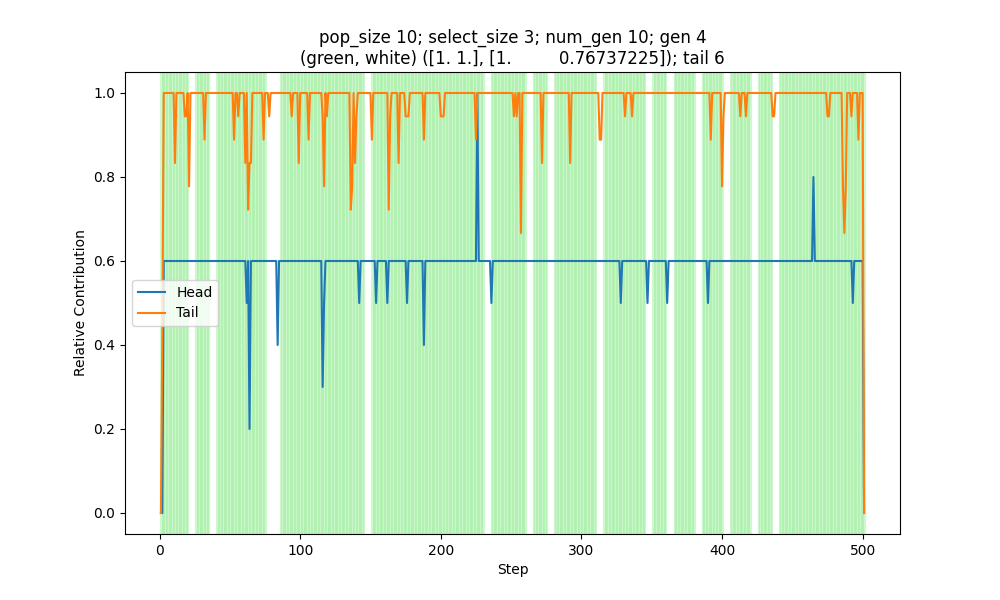 pop_size 10; select_size 3; num_gen 10; gen 4
(green, white) ([1. 1.], [1.         0.76737225]); tail 6
1.0
0.8
0.6
0.4
0.2
0.0
Relative Contribution
Head
Tail
0
100
200
300
400
500
Step